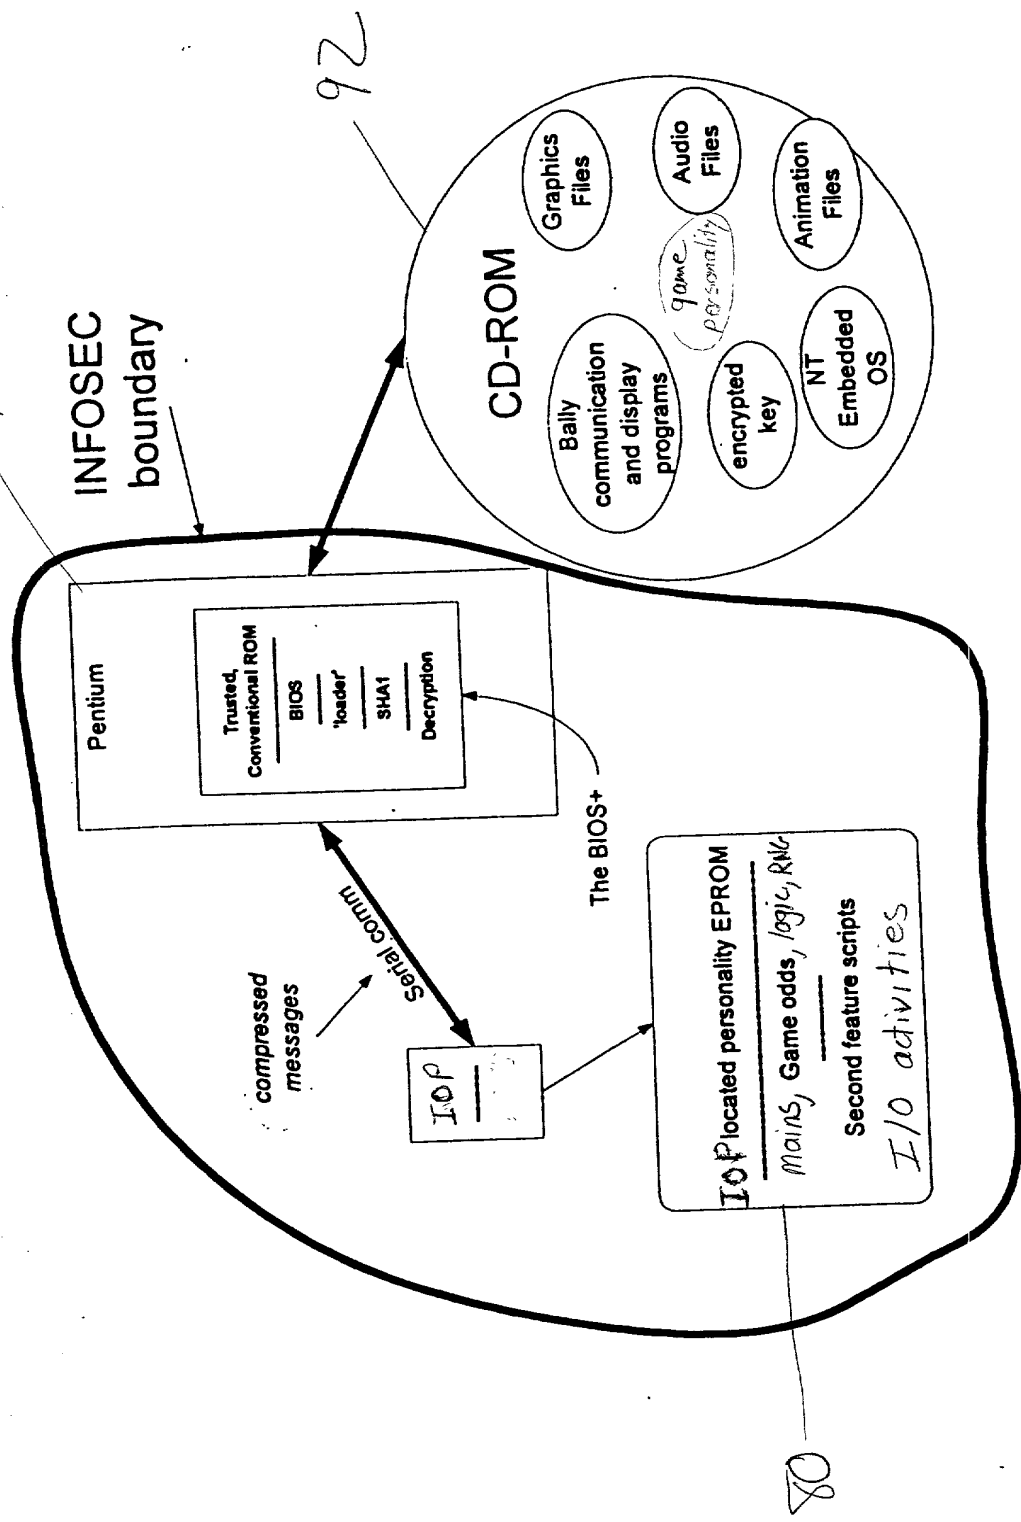 INFOSEC
boundary
92
Pentium
Trusted,
Conventional ROM
BIOS
'loader'
SHA1
Decryption
The BIOS+
compressed
messages
Serial comm
IOP
IOP located personality EPROM
mains, Game odds, logic, RNG
Second feature scripts
I/O activities
80
CD-ROM
Bally
communication
and display
programs
Graphics
Files
game
personality
Audio
Files
encrypted
key
NT
Embedded
OS
Animation
Files